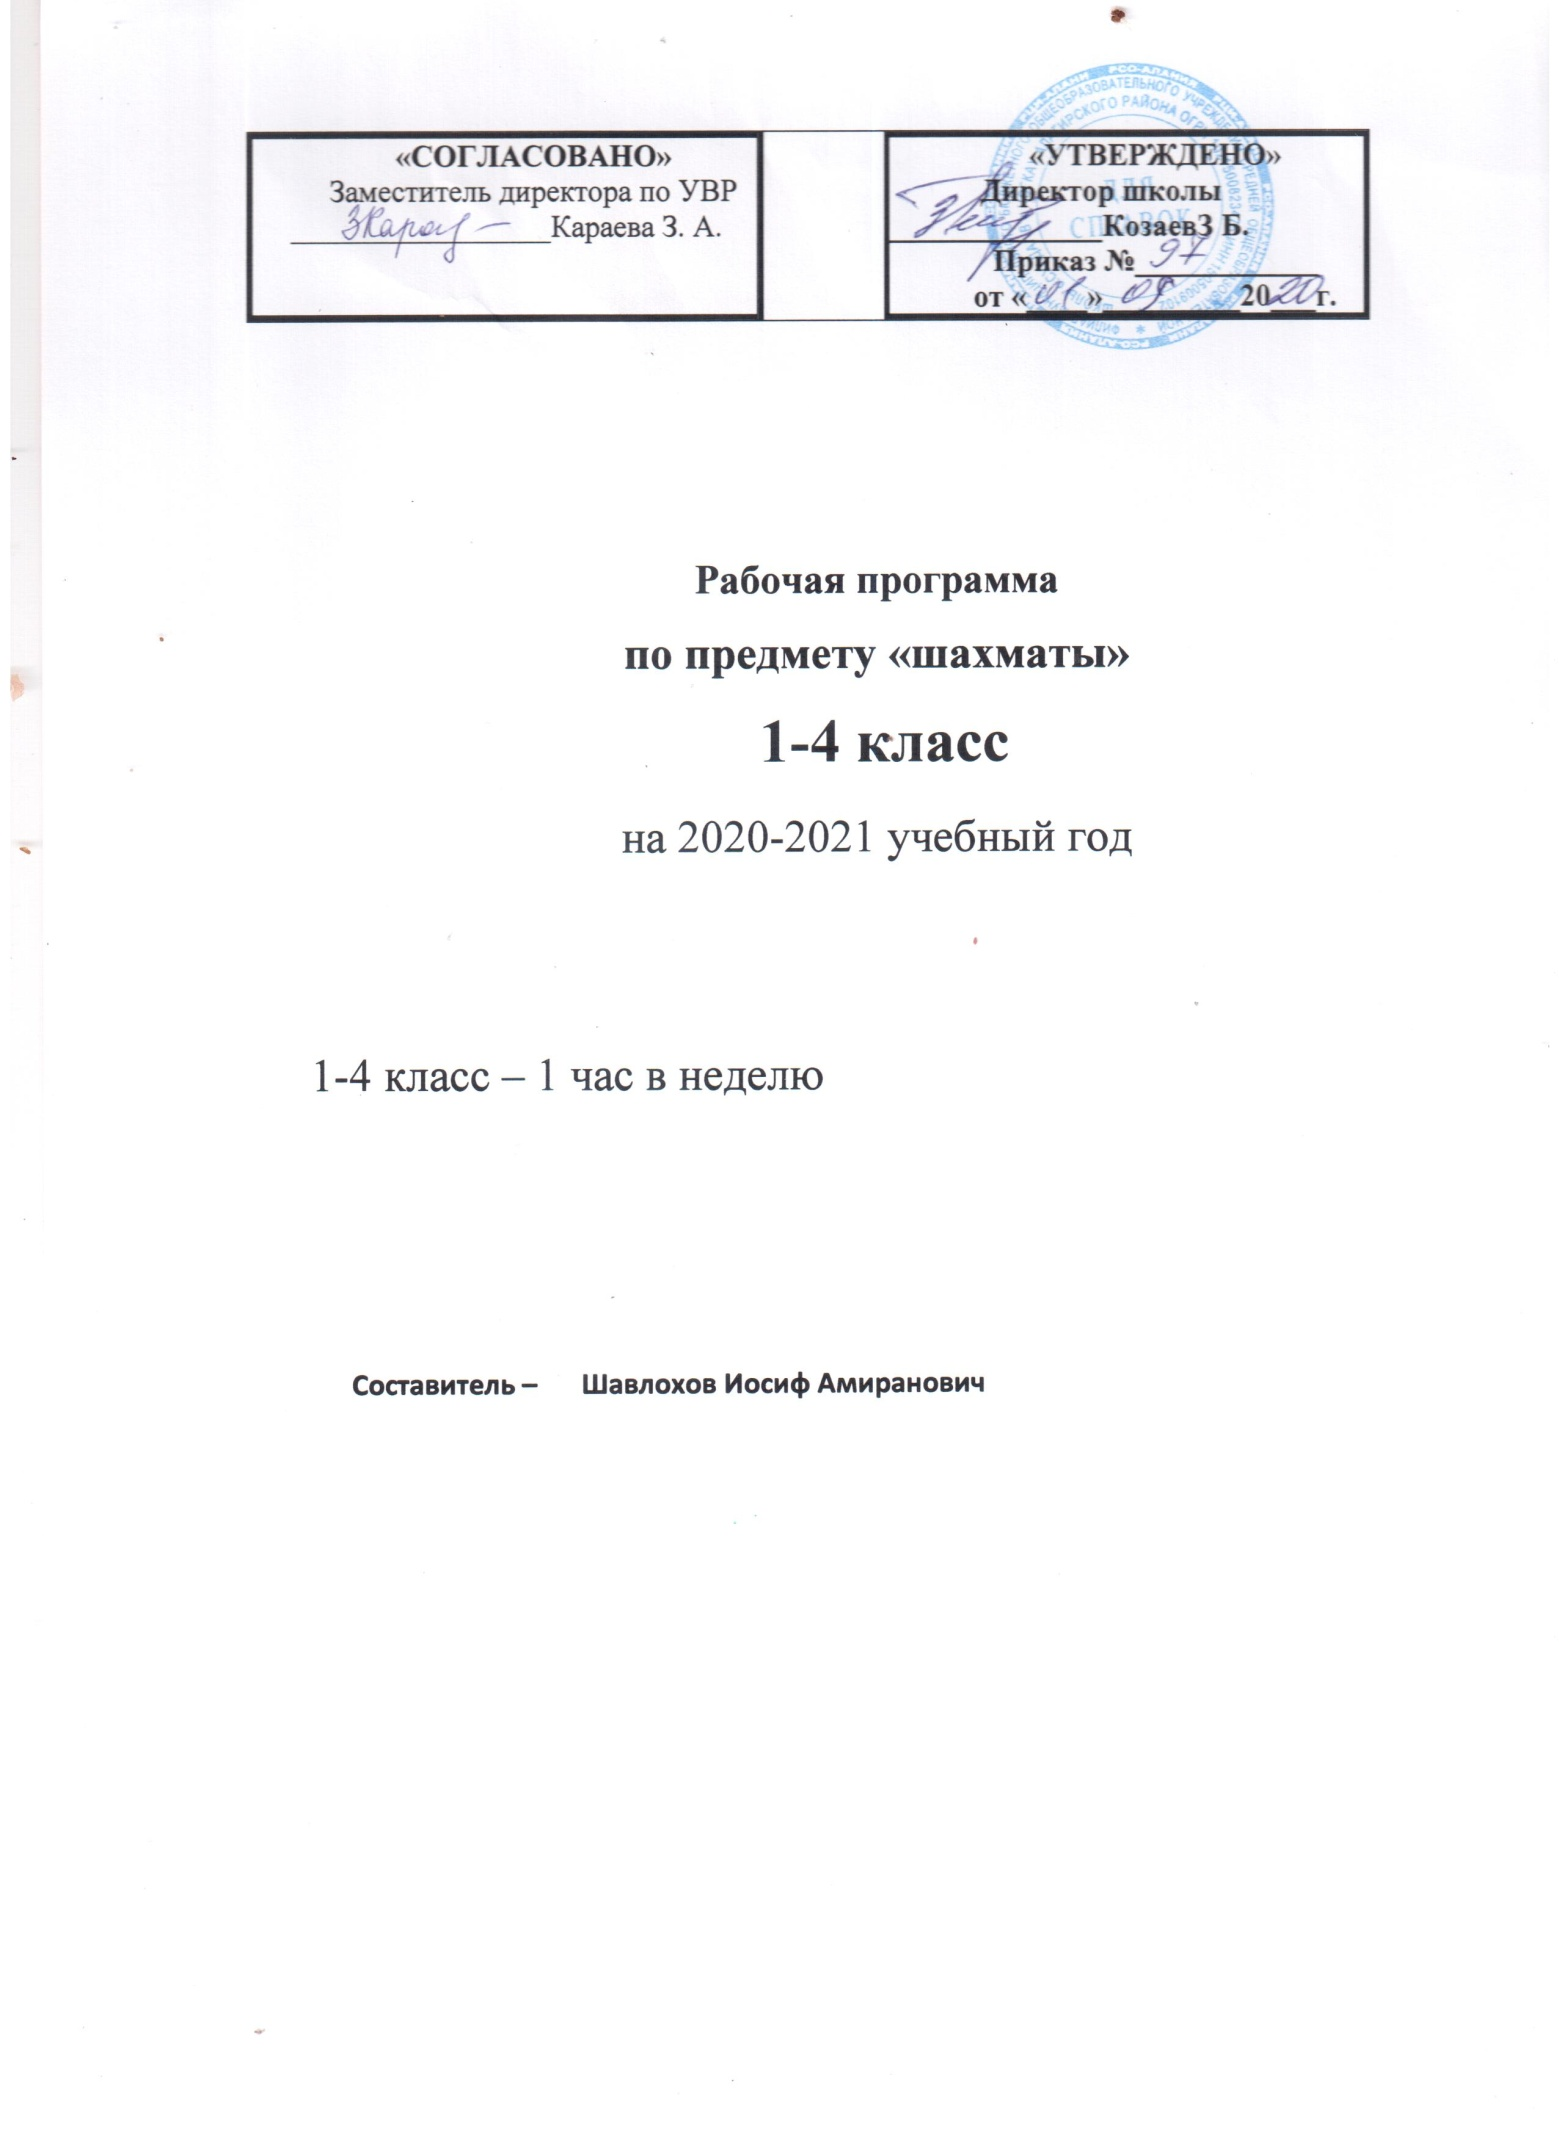 «СОГЛАСОВАНО»
Заместитель директора по УВР
Караева З. А.
«УТВЕРЖДЕНО»
Директор школы
КозаевЗ Б.
Приказ № 97
от « 01 » 09 2020 г.
ДЛЯ
СПРАВОК
Рабочая программа
по предмету «шахматы»
1-4 класс
на 2020-2021 учебный год
1-4 класс – 1 час в неделю
Составитель – Шавлохов Иосиф Амиранович